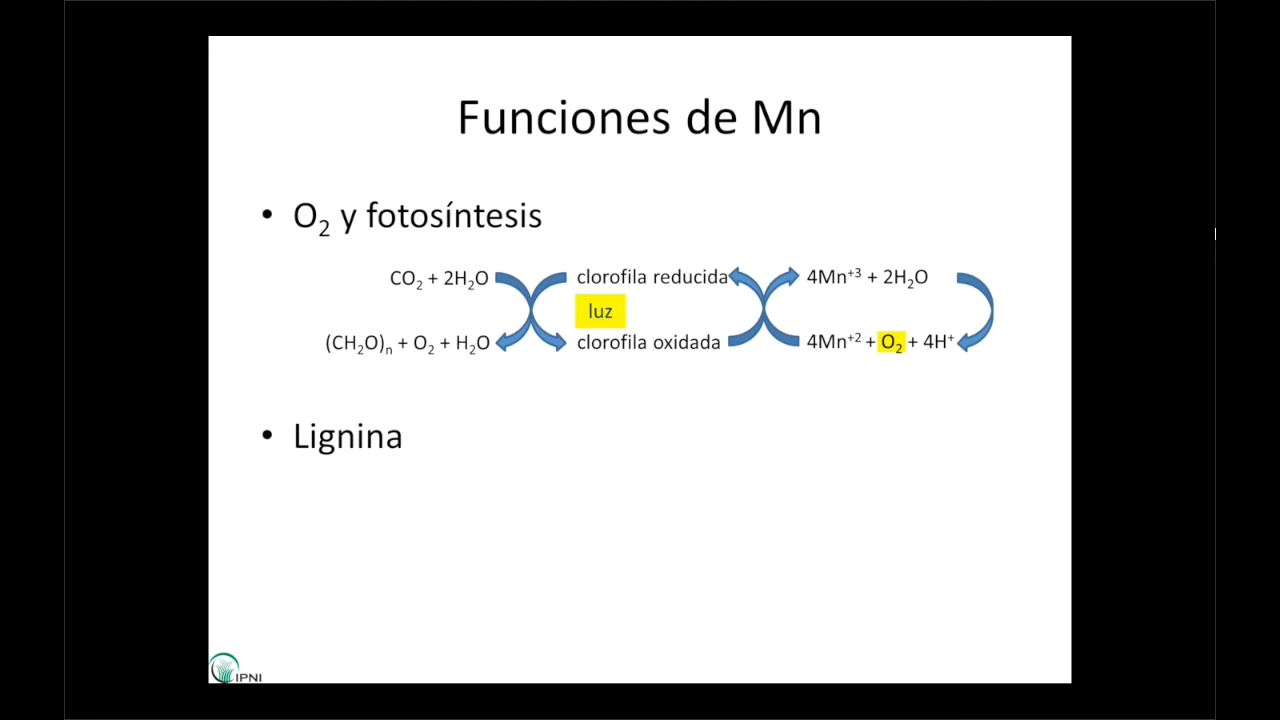 Funciones de Mn
• O₂ y fotosíntesis
CO₂ + 2H₂O clorofila reducida 4Mn⁺³ + 2H₂O
luz
(CH₂O)ₙ + O₂ + H₂O clorofila oxidada 4Mn⁺² + O₂ + 4H⁺
• Lignina
IPNI